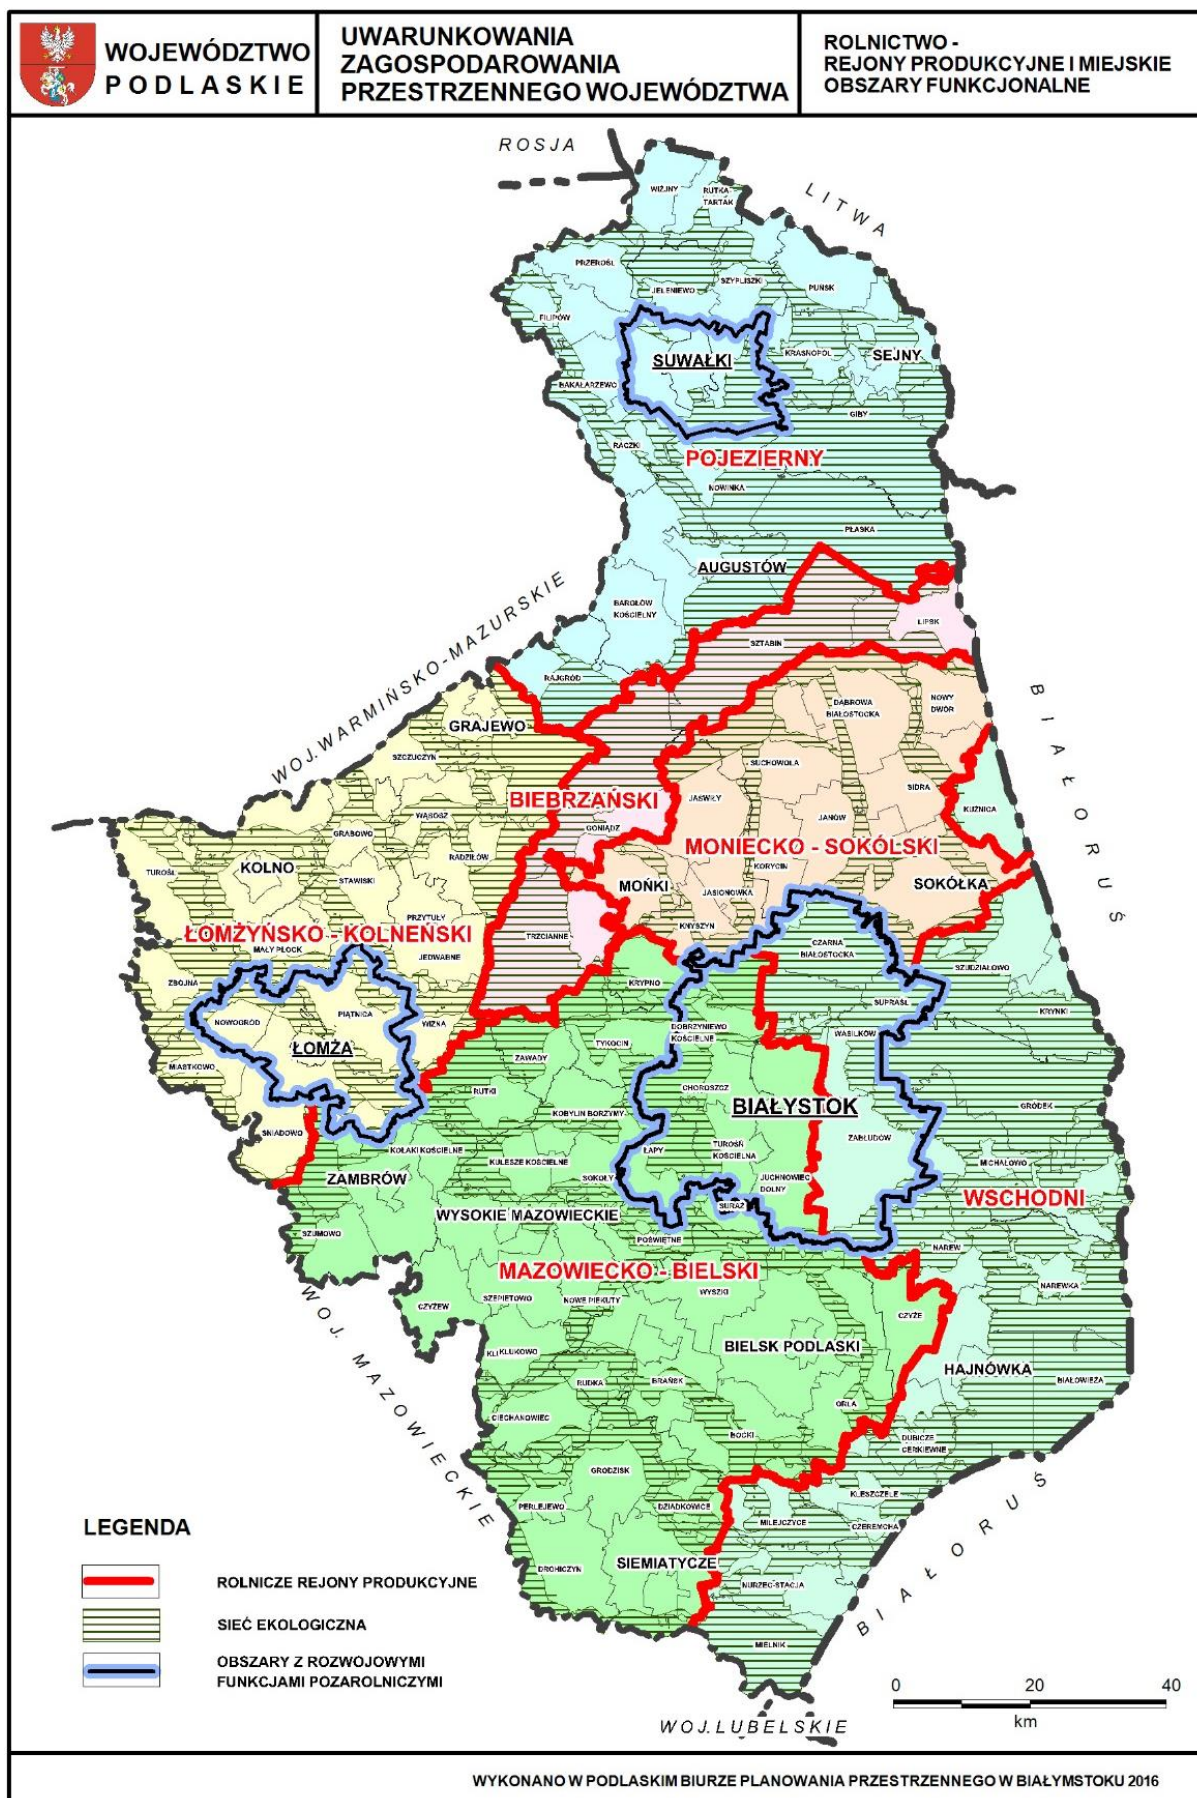 WOJEWÓDZTWO
PODLASKIE
UWARUNKOWANIA
ZAGOSPODAROWANIA
PRZESTRZENNEGO WOJEWÓDZTWA
ROLNICTWO -
REJONY PRODUKCYJNE I MIEJSKIE
OBSZARY FUNKCJONALNE
ROSJA
LITWA
WIŻJNY
RUTKA-
TARTAK
PRZEROŚL
SZYPLISZKI
JELENIEWO
PUŃSK
FILIPÓW
SUWAŁKI
KRASNOPOL
SEJNY
BAKAŁARZEWO
GIBY
RACZKI
POJEZIERNY
NOWINKA
PŁASKA
AUGUSTÓW
WOJ. WARMIŃSKO-MAZURSKIE
BARGŁÓW
KOŚCIELNY
LIPSK
SZTABIN
RAJGRÓD
BIAŁORUŚ
DĄBROWA
BIAŁOSTOCKA
NOWY
DWÓR
GRAJEWO
SZCZUCZYN
SUCHOWOLA
SIDRA
JAŚWIŁY
BIEBRZAŃSKI
KUŹNICA
WĄSOSZ
GRABOWO
GONIĄDZ
JANÓW
MONIECKO - SOKÓLSKI
RADZIŁÓW
KORYCIN
KOLNO
TUROŚL
STAWISKI
MOŃKI
JASIONÓWKA
SOKÓŁKA
PRZYTUŁY
KNYSZYN
ŁOMŻYŃSKO - KOLNEŃSKI
TRZCIANNE
MAŁY PŁOCK
JEDWABNE
CZARNA
BIAŁOSTOCKA
SZUDZIAŁOWO
ZBÓJNA
KRYPNO
SUPRAŚL
KRYNKI
NOWOGRÓD
PIĄTNICA
WIZNA
DOBRZYNIEWO
KOŚCIELNE
WASILKÓW
ŁOMŻA
TYKOCIN
ZAWADY
MIASTKOWO
RUTKI
CHOROSZCZ
BIAŁYSTOK
GRÓDEK
KOBYLIN BORZYMY
ŚNIADOWO
ZABŁUDÓW
KOŁAKI KOŚCIELNE
ŁAPY
TUROŚŃ
KOŚCIELNA
KULESZE KOŚCIELNE
MICHAŁOWO
ZAMBRÓW
SOKOŁY
JUCHNOWIEC
DOLNY
WSCHODNI
SURAŻ
WYSOKIE MAZOWIECKIE
SZUMOWO
POŚWIĘTNE
NAREW
MAZOWIECKO - BIELSKI
NAREWKA
WYSZKI
SZEPIETOWO
NOWE PIEKUTY
CZYŻEW
CZYŻE
BIELSK PODLASKI
KLUKOWO
HAJNÓWKA
RUDKA
BRAŃSK
BIAŁOWIEŻA
ORLA
CIECHANOWIEC
BOĆKI
DUBICZE
CERKIEWNE
WOJ. MAZOWIECKIE
GRODZISK
KLESZCZELE
PERLEJEWO
DZIADKOWICE
MILEJCZYCE
CZEREMCHA
BIAŁORUŚ
SIEMIATYCZE
DROHICZYN
NURZEC-STACJA
MIELNIK
WOJ.LUBELSKIE
LEGENDA
ROLNICZE REJONY PRODUKCYJNE
SIEĆ EKOLOGICZNA
OBSZARY Z ROZWOJOWYMI
FUNKCJAMI POZAROLNICZYMI
0 20 40
km
WYKONANO W PODLASKIM BIURZE PLANOWANIA PRZESTRZENNEGO W BIAŁYMSTOKU 2016